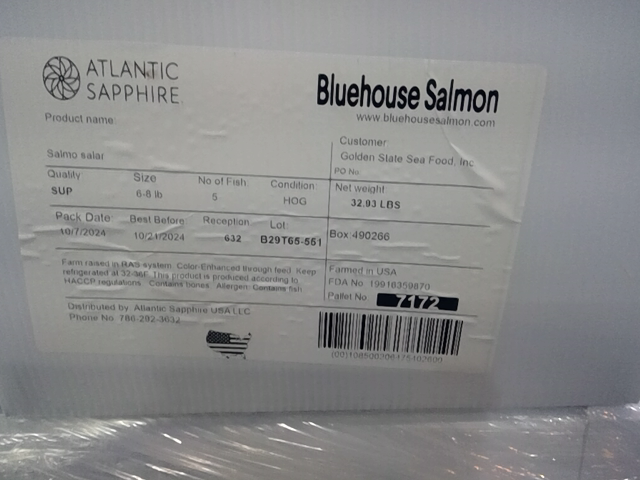 ATLANTIC
SAPPHIRE
Bluehouse Salmon
www.bluehousesalmon.com
Product name:
Salmo salar
Customer
Golden State Sea Food, Inc
PO No
Quality Size No of Fish Condition:
SUP 6-8 lb 5 HOG
Net weight
32.93 LBS
Pack Date Best Before Reception Lot:
10/7/2024 10/21/2024 632 B29T65-551
Box 490266
Farm raised in RAS system. Color-Enhanced through feed. Keep
refrigerated at 32-36F. This product is produced according to
HACCP regulations. Contains bones. Allergen: Contains fish.
Farmed in USA
FDA No 19916359870
Pallet No 7172
Distributed by: Atlantic Sapphire USA LLC
Phone No. 786-292-3632